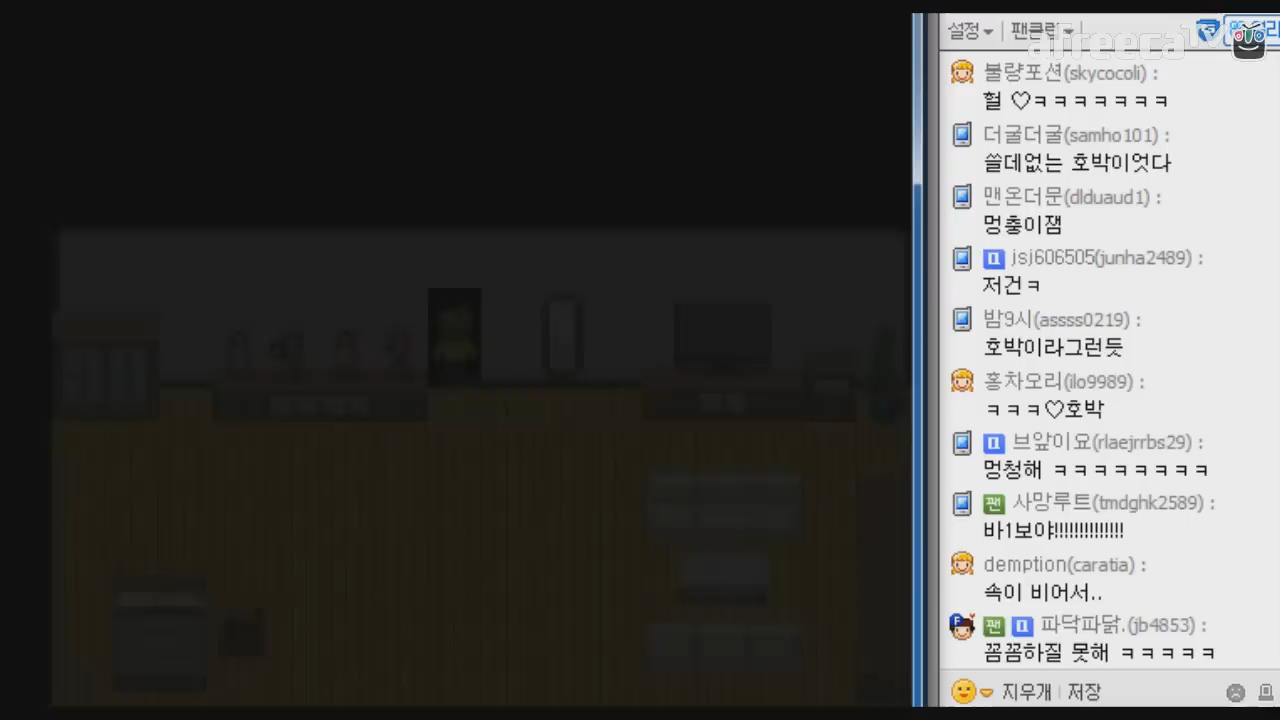 설정 팬클럽
afreecaTV
불량포션(skycocoli) :
헐 ♡ㅋㅋㅋㅋㅋㅋㅋ
더굴더굴(samho101) :
쓸데없는 호박이엇다
맨온더문(dlduaud1) :
멍충이잼
jsj606505(junha2489) :
저건ㅋ
밤9시(assss0219) :
호박이라그런듯
홍차오리(ilo9989) :
ㅋㅋㅋ♡호박
브앞이요(rlaejrrbs29) :
멍청해 ㅋㅋㅋㅋㅋㅋㅋㅋ
팬 사망루트(tmdghk2589) :
바1보야!!!!!!!!!!!!!!
demption(caratia) :
속이 비어서..
팬 파닥파닭.(jb4853) :
꼼꼼하질 못해 ㅋㅋㅋㅋㅋ
지우개 저장